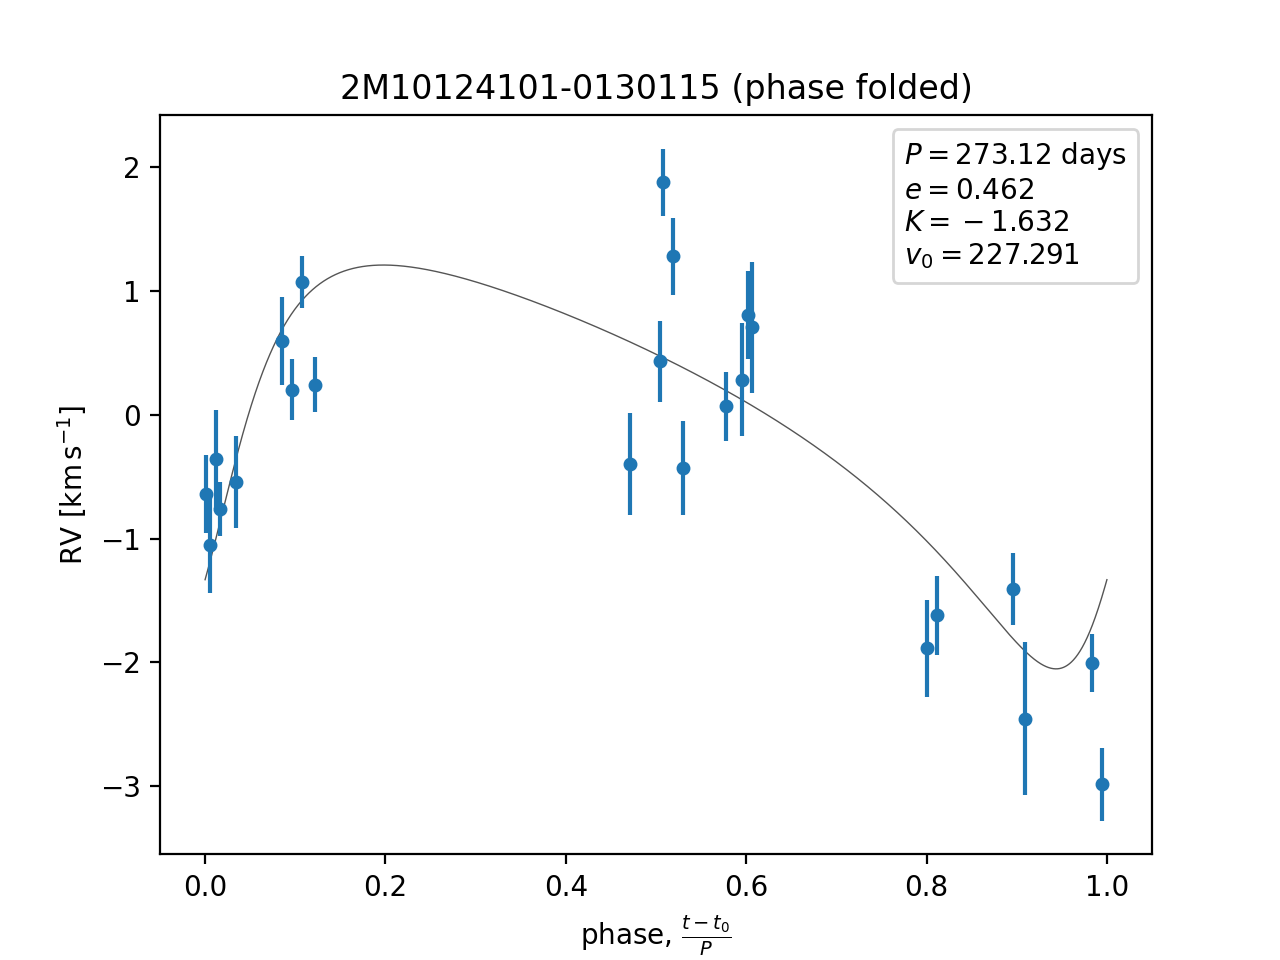 2M10124101-0130115 (phase folded)
P = 273.12 days
e = 0.462
K = −1.632
v₀ = 227.291
2
1
0
−1
−2
−3
RV [km s⁻¹]
0.0 0.2 0.4 0.6 0.8 1.0
phase, (t − t₀)/P